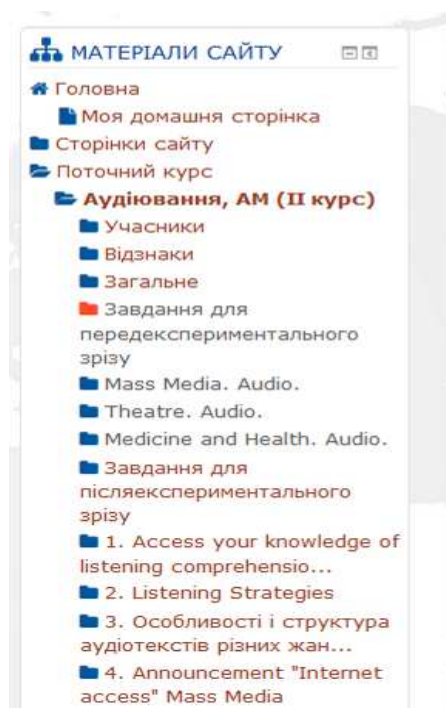 МАТЕРІАЛИ САЙТУ
Головна
Моя домашня сторінка
Сторінки сайту
Поточний курс
Аудіювання, АМ (ІІ курс)
Учасники
Відзнаки
Загальне
Завдання для
передекспериментального
зрізу
Mass Media. Audio.
Theatre. Audio.
Medicine and Health. Audio.
Завдання для
післяекспериментального
зрізу
1. Access your knowledge of
listening comprehensio...
2. Listening Strategies
3. Особливості і структура
аудіотекстів різних жан...
4. Announcement "Internet
access" Mass Media